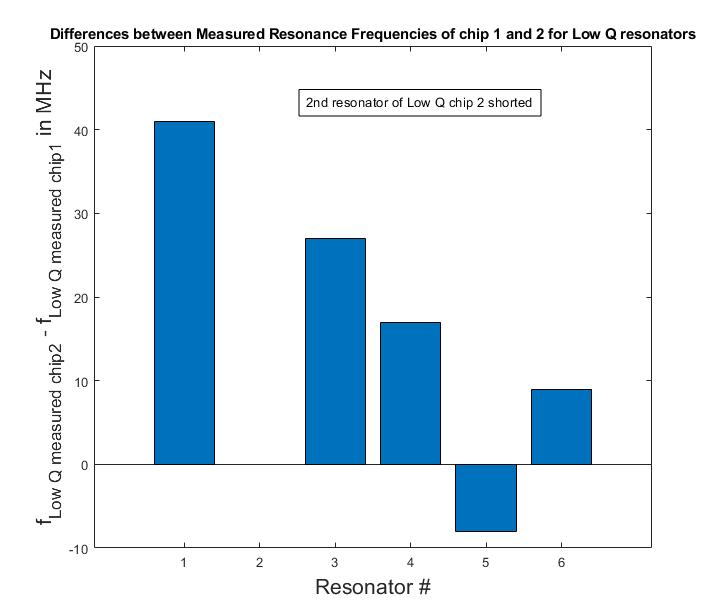 Differences between Measured Resonance Frequencies of chip 1 and 2 for Low Q resonators
2nd resonator of Low Q chip 2 shorted
f Low Q measured chip2 - f Low Q measured chip1 in MHz
50
40
30
20
10
0
-10
1 2 3 4 5 6
Resonator #